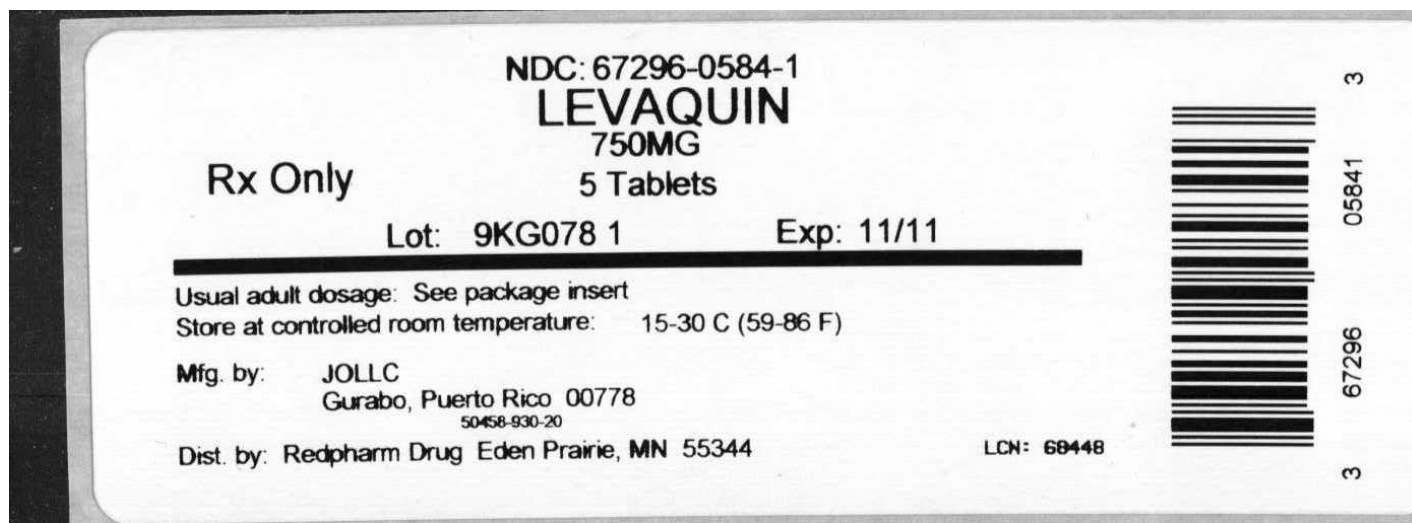 NDC: 67296-0584-1
LEVAQUIN
750MG
Rx Only
5 Tablets
Lot: 9KG078 1 Exp: 11/11
Usual adult dosage: See package insert
Store at controlled room temperature: 15-30 C (59-86 F)
Mfg. by: JOLLC
Gurabo, Puerto Rico 00778
50458-930-20
Dist. by: Redpharm Drug Eden Prairie, MN 55344
LCN: 68448
3 67296 05841 3